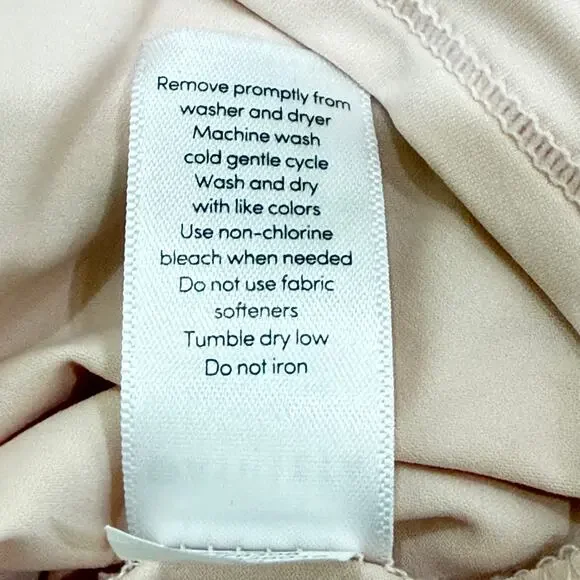 Remove promptly from
washer and dryer
Machine wash
cold gentle cycle
Wash and dry
with like colors
Use non-chlorine
bleach when needed
Do not use fabric
softeners
Tumble dry low
Do not iron